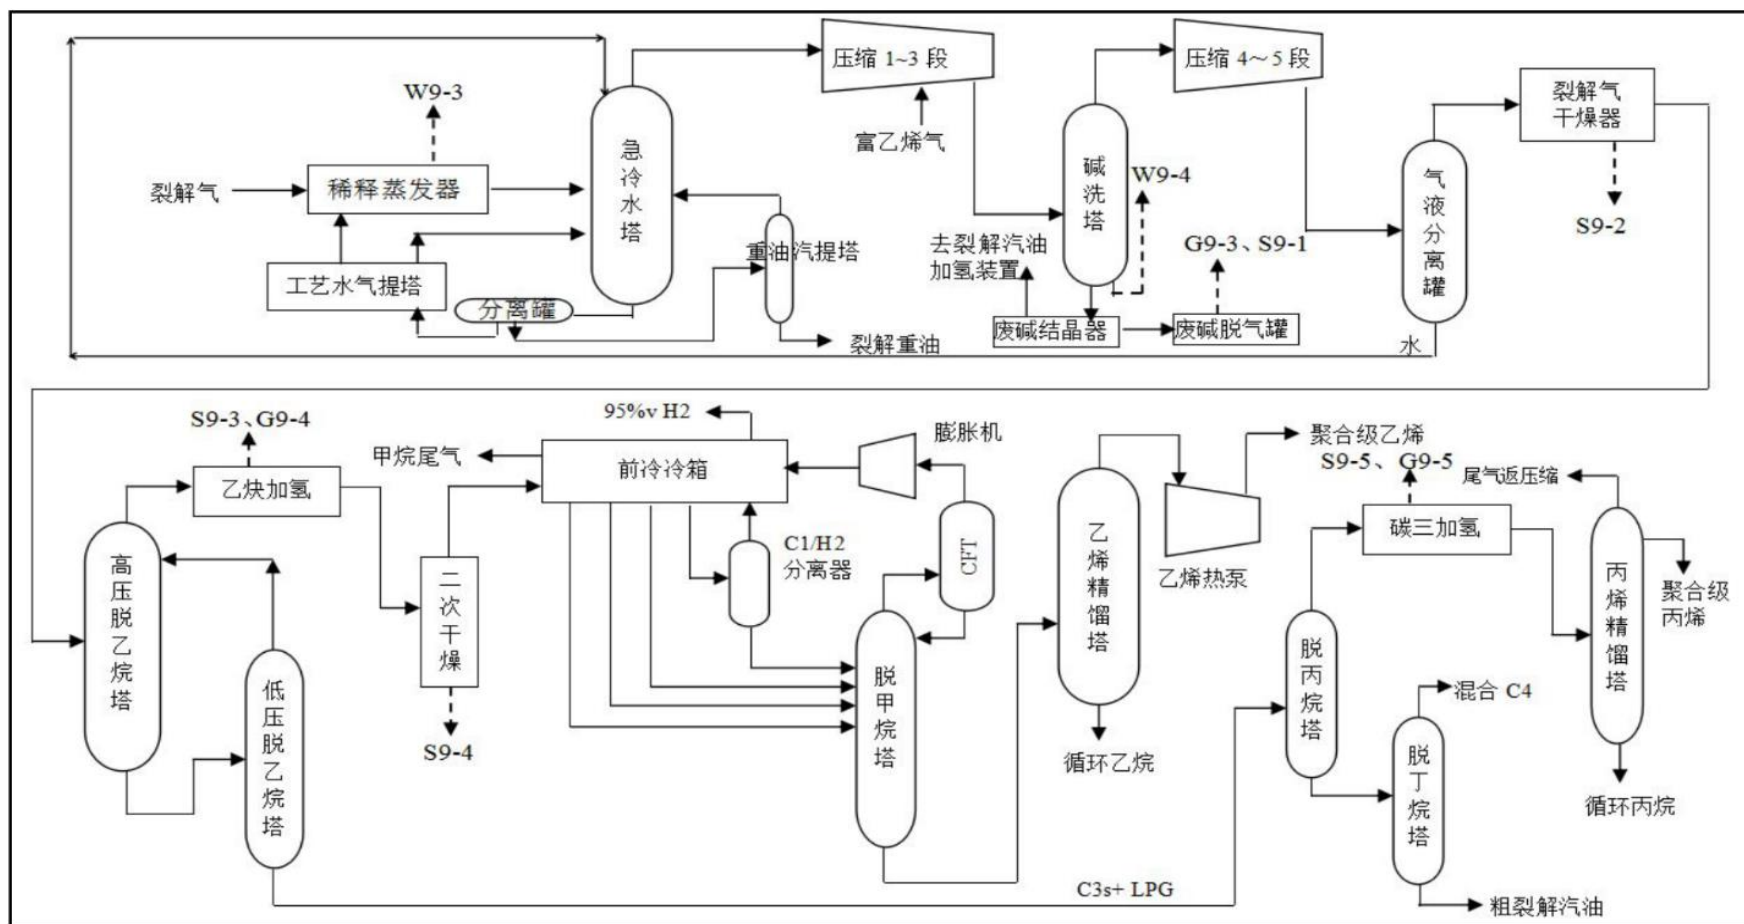 压缩 1~3 段
压缩 4～5 段
W9-3
急冷水塔
富乙烯气
碱洗塔
裂解气
干燥器
裂解气
稀释蒸发器
W9-4
气液分离罐
S9-2
重油汽提塔
去裂解汽油
加氢装置
G9-3、S9-1
工艺水气提塔
分离罐
废碱结晶器
废碱脱气罐
裂解重油
水
S9-3、G9-4
95%v H2
膨胀机
聚合级乙烯
甲烷尾气
前冷冷箱
S9-5、G9-5
尾气返压缩
乙炔加氢
碳三加氢
高压脱乙烷塔
二次干燥
C1/H2
分离器
CFT
乙烯精馏塔
乙烯热泵
丙烯精馏塔
聚合级
丙烯
低压脱乙烷塔
脱甲烷塔
脱丙烷塔
混合 C4
S9-4
循环乙烷
脱丁烷塔
循环丙烷
C3s+ LPG
粗裂解汽油